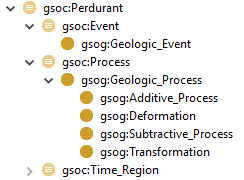 gsoc:Perdurant
gsoc:Event
gsog:Geologic_Event
gsoc:Process
gsog:Geologic_Process
gsog:Additive_Process
gsog:Deformation
gsog:Subtractive_Process
gsog:Transformation
gsoc:Time_Region